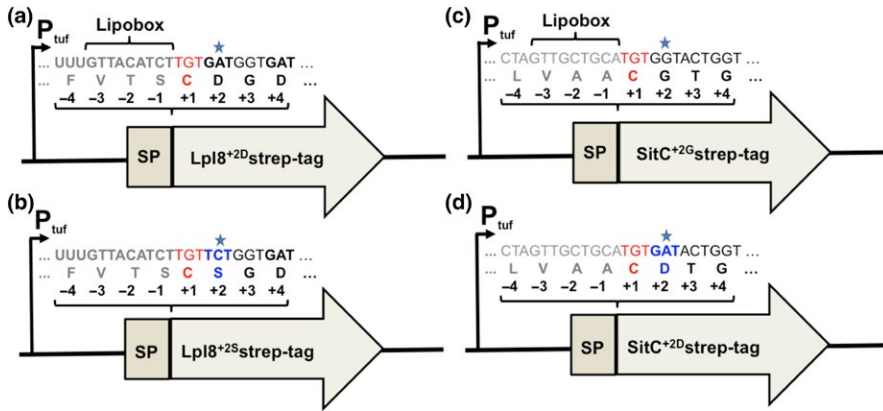 (a)
Lipobox
P tuf
... UUUGTTACATCTTGTGATGGTGAT ...
... F V T S C D G D ...
−4 −3 −2 −1 +1 +2 +3 +4
SP Lpl8+2Dstrep-tag
(b)
P tuf
... UUUGTTACATCTTGTTCTGGTGAT ...
... F V T S C S G D ...
−4 −3 −2 −1 +1 +2 +3 +4
SP Lpl8+2Sstrep-tag
(c)
Lipobox
P tuf
... CTAGTTGCTGCATGTGGTACTGGT ...
... L V A A C G T G ...
−4 −3 −2 −1 +1 +2 +3 +4
SP SitC+2Gstrep-tag
(d)
P tuf
... CTAGTTGCTGCATGTGATACTGGT ...
... L V A A C D T G ...
−4 −3 −2 −1 +1 +2 +3 +4
SP SitC+2Dstrep-tag